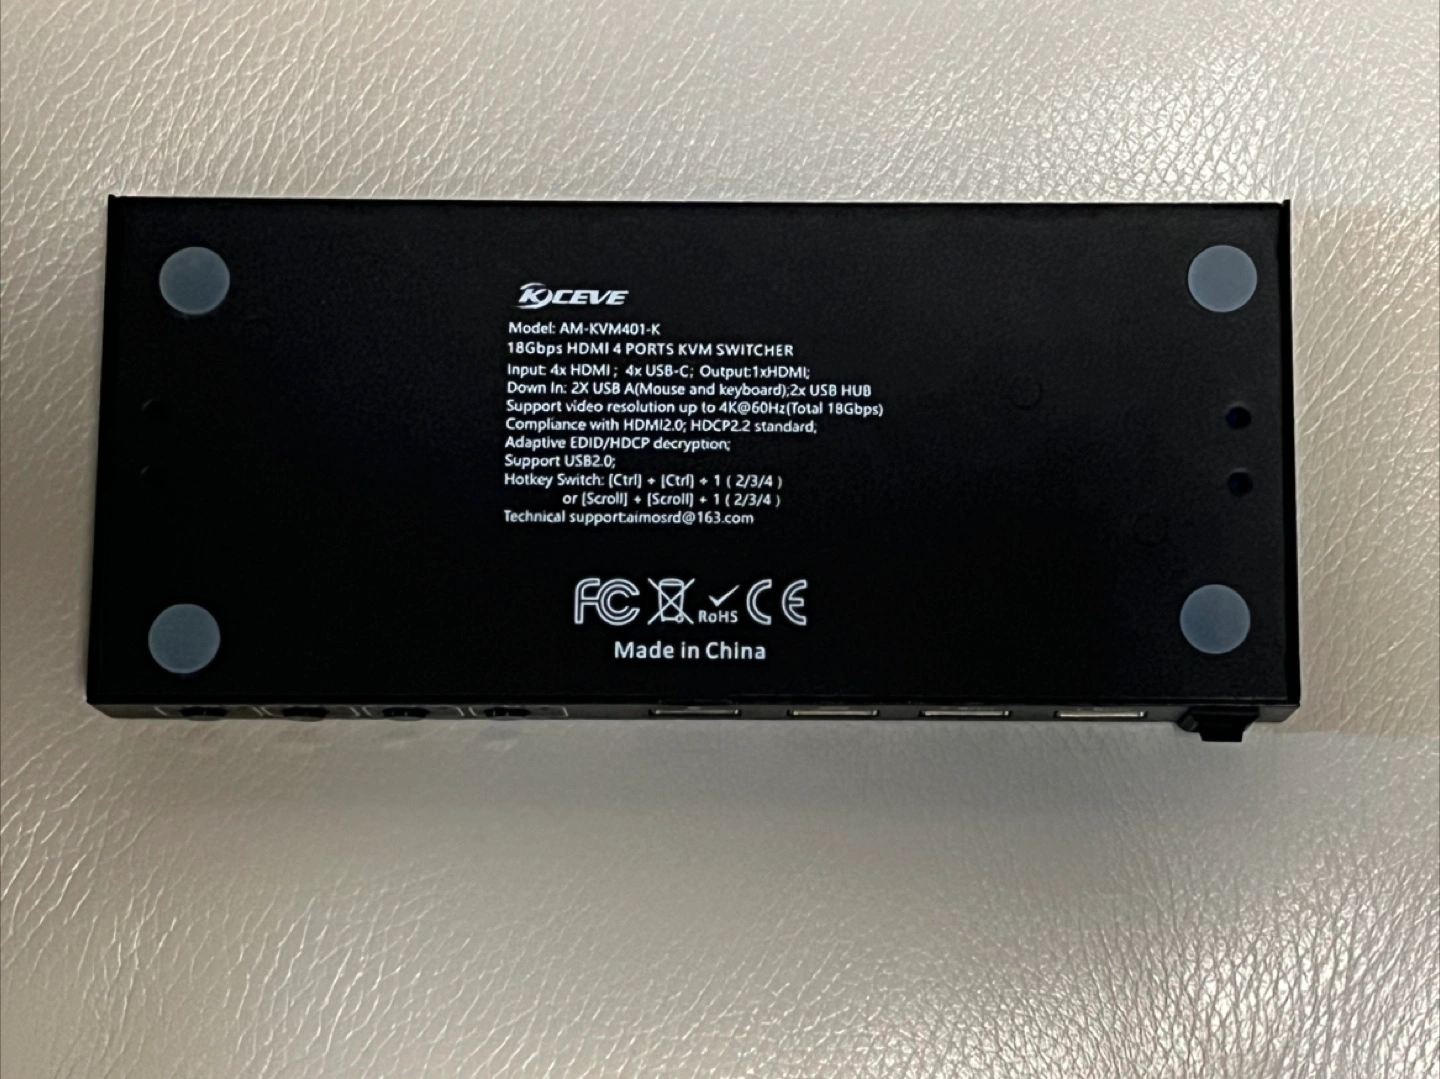 KCEVE
Model: AM-KVM401-K
18Gbps HDMI 4 PORTS KVM SWITCHER
Input: 4x HDMI ; 4x USB-C; Output:1xHDMI;
Down In: 2X USB A(Mouse and keyboard);2x USB HUB
Support video resolution up to 4K@60Hz(Total 18Gbps)
Compliance with HDMI2.0; HDCP2.2 standard;
Adaptive EDID/HDCP decryption;
Support USB2.0;
Hotkey Switch: [Ctrl] + [Ctrl] + 1 ( 2/3/4 )
or [Scroll] + [Scroll] + 1 ( 2/3/4 )
Technical support:aimosrd@163.com
FC RoHS CE
Made in China